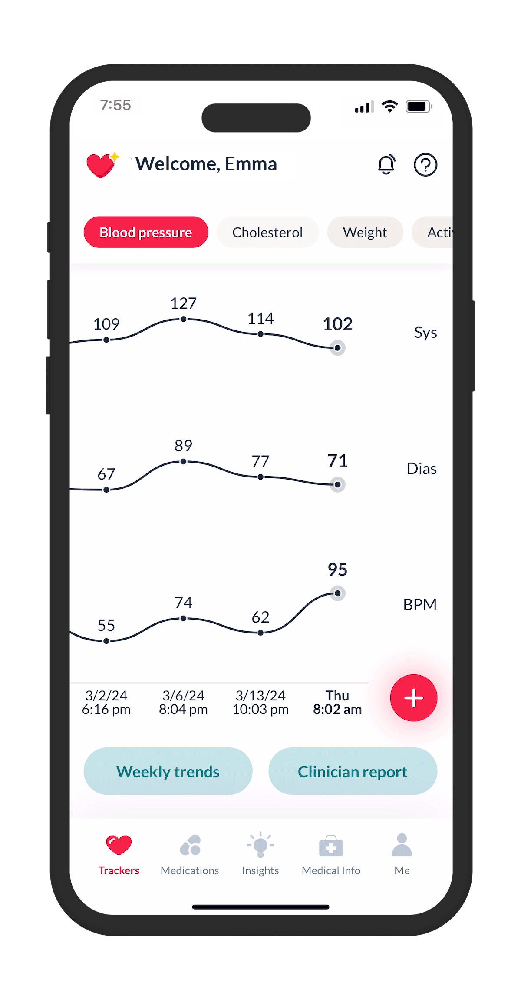 7:55
Welcome, Emma
Blood pressure Cholesterol Weight Activ
109 127 114 102 Sys
67 89 77 71 Dias
55 74 62 95 BPM
3/2/24 3/6/24 3/13/24 Thu
6:16 pm 8:04 pm 10:03 pm 8:02 am
Weekly trends Clinician report
Trackers Medications Insights Medical Info Me